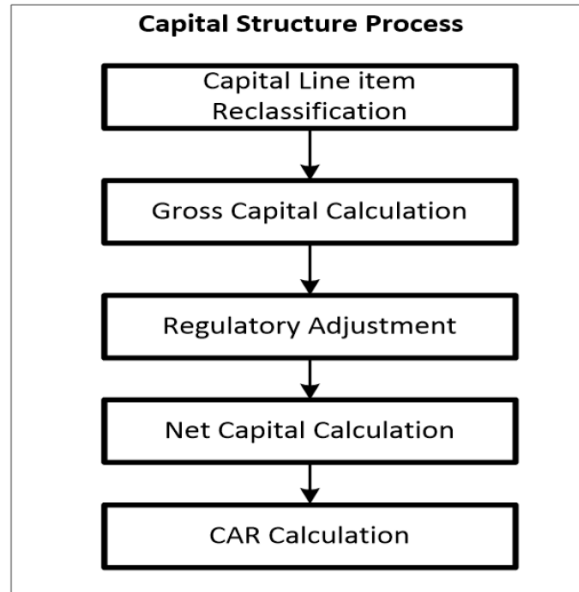 Capital Structure Process
Capital Line item
Reclassification
Gross Capital Calculation
Regulatory Adjustment
Net Capital Calculation
CAR Calculation